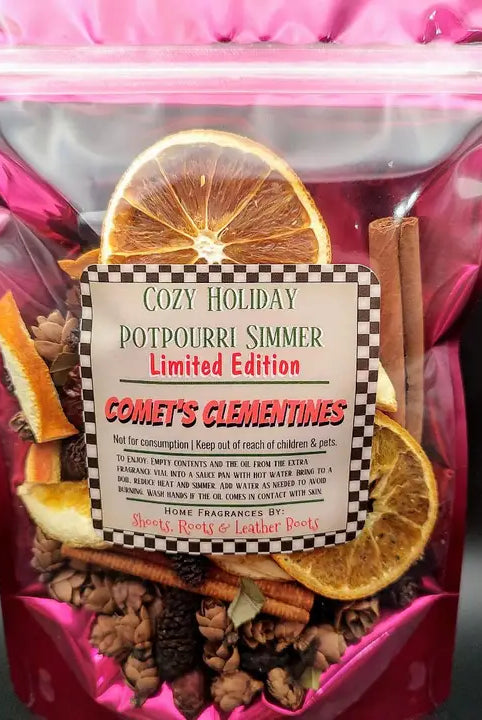 COZY HOLIDAY
POTPOURRI SIMMER
Limited Edition
COMET'S CLEMENTINES
Not for consumption | Keep out of reach of children & pets.
TO ENJOY: EMPTY CONTENTS AND THE OIL FROM THE EXTRA
FRAGRANCE VIAL INTO A SAUCE PAN WITH HOT WATER. BRING TO A
BOIL, REDUCE HEAT AND SIMMER. ADD WATER AS NEEDED TO AVOID
BURNING. WASH HANDS IF THE OIL COMES IN CONTACT WITH SKIN.
HOME FRAGRANCES BY:
Shoots, Roots & Leather Boots